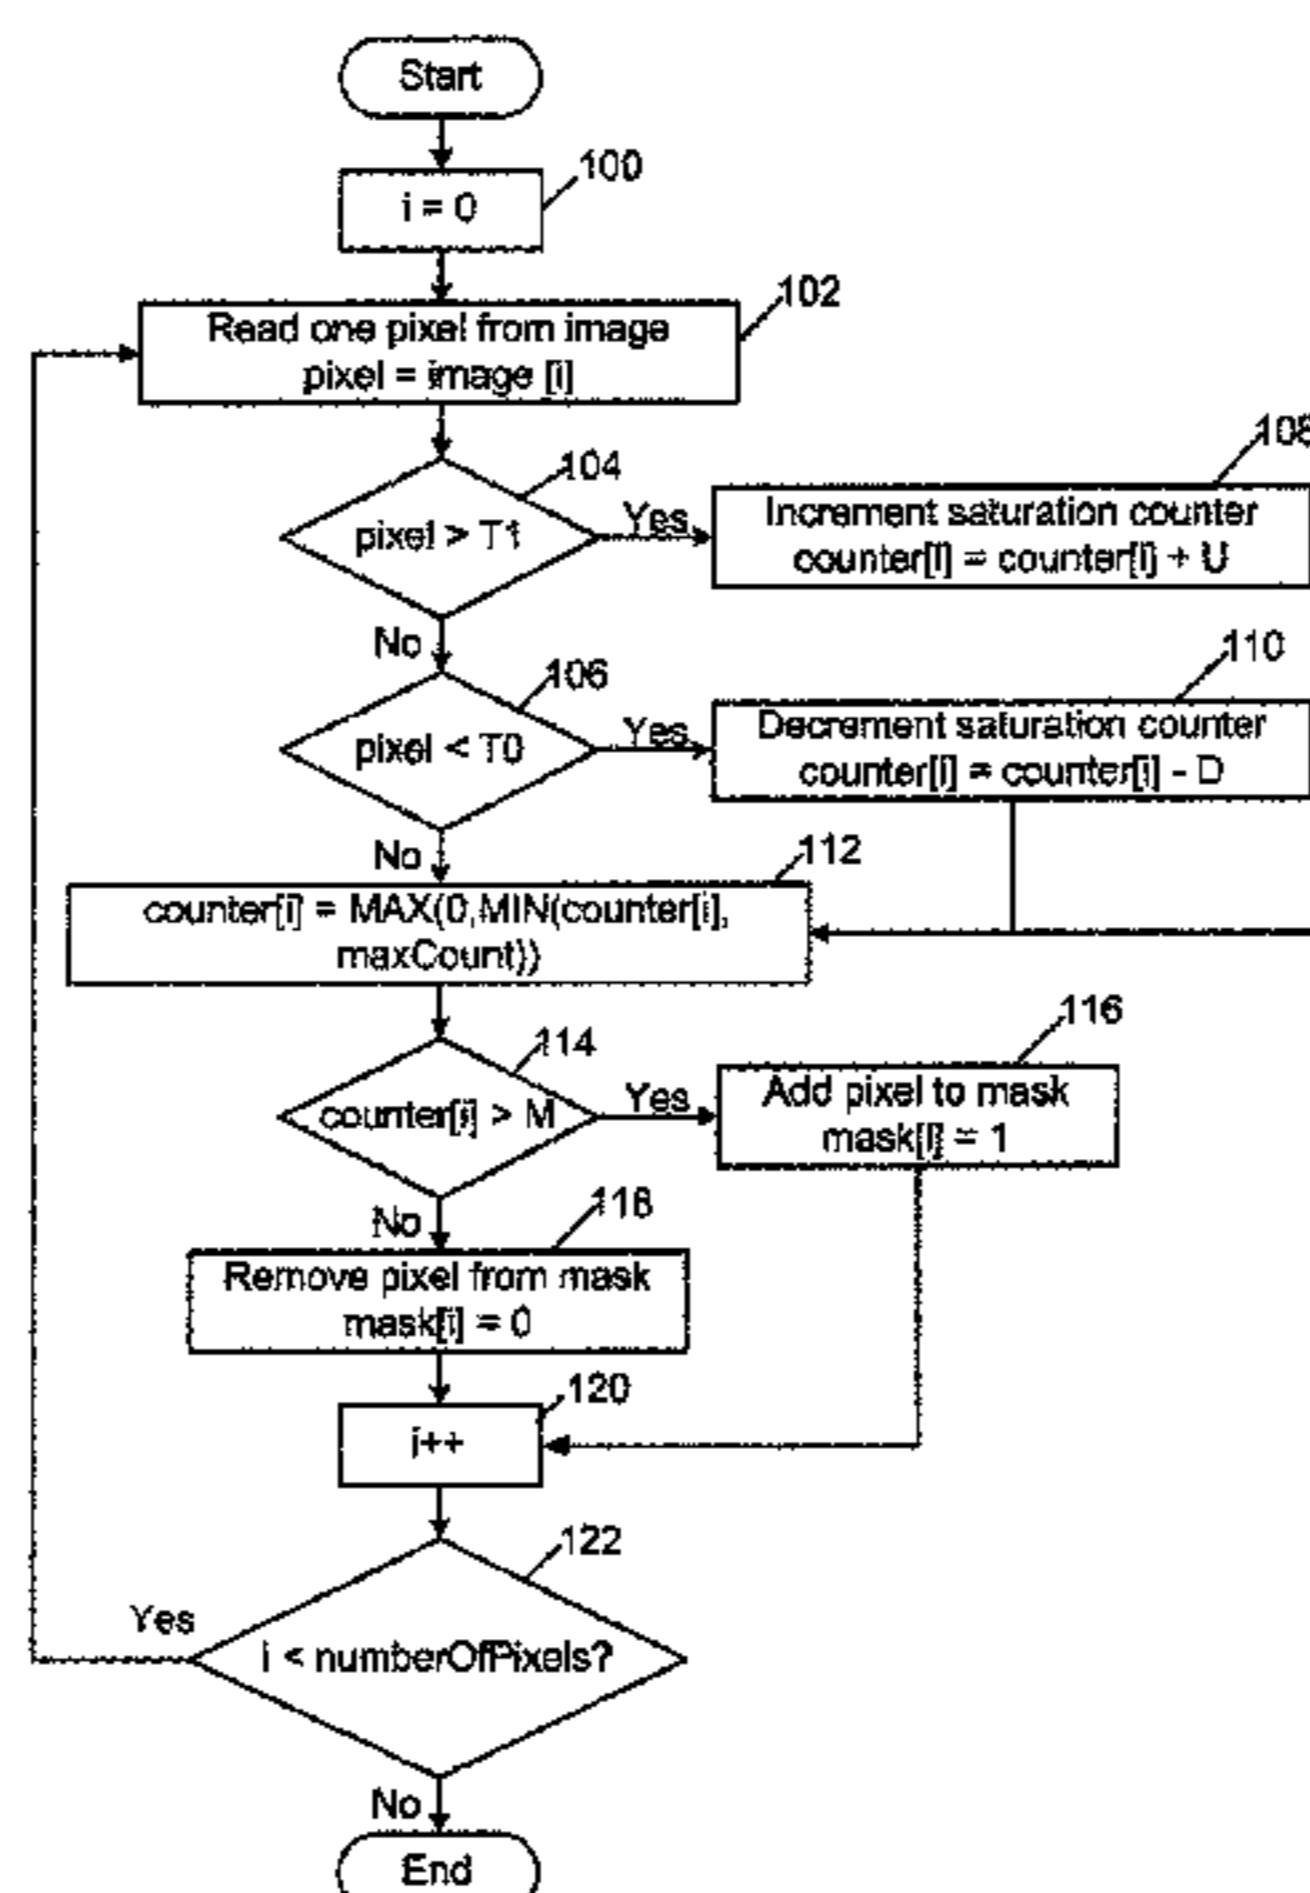 Start
100
i = 0
102
Read one pixel from image
pixel = image [i]
104
108
pixel > T1
Yes
Increment saturation counter
counter[i] = counter[i] + U
No
106
110
pixel < T0
Yes
Decrement saturation counter
counter[i] = counter[i] - D
No
112
counter[i] = MAX(0,MIN(counter[i],
maxCount))
114
116
counter[i] > M
Yes
Add pixel to mask
mask[i] = 1
No
118
Remove pixel from mask
mask[i] = 0
120
i++
122
Yes
i < numberOfPixels?
No
End